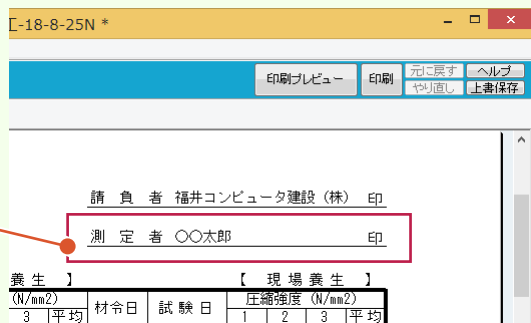 工-18-8-25N *
印刷プレビュー 印刷 元に戻す ヘルプ
やり直し 上書保存
請 負 者 福井コンピュータ建設（株） 印
測 定 者 〇〇太郎 印
養 生 】 【 現 場 養 生 】
(N/mm2) 材令日 試 験 日 圧縮強度 (N/mm2)
3 平均 1 2 3 平均